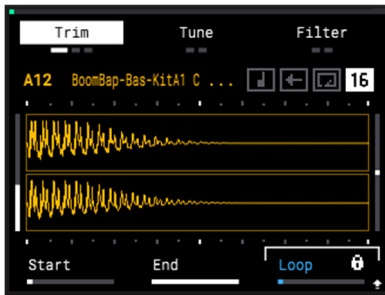 Trim Tune Filter
A12 BoomBap-Bas-KitA1 C ... 16
Start End Loop